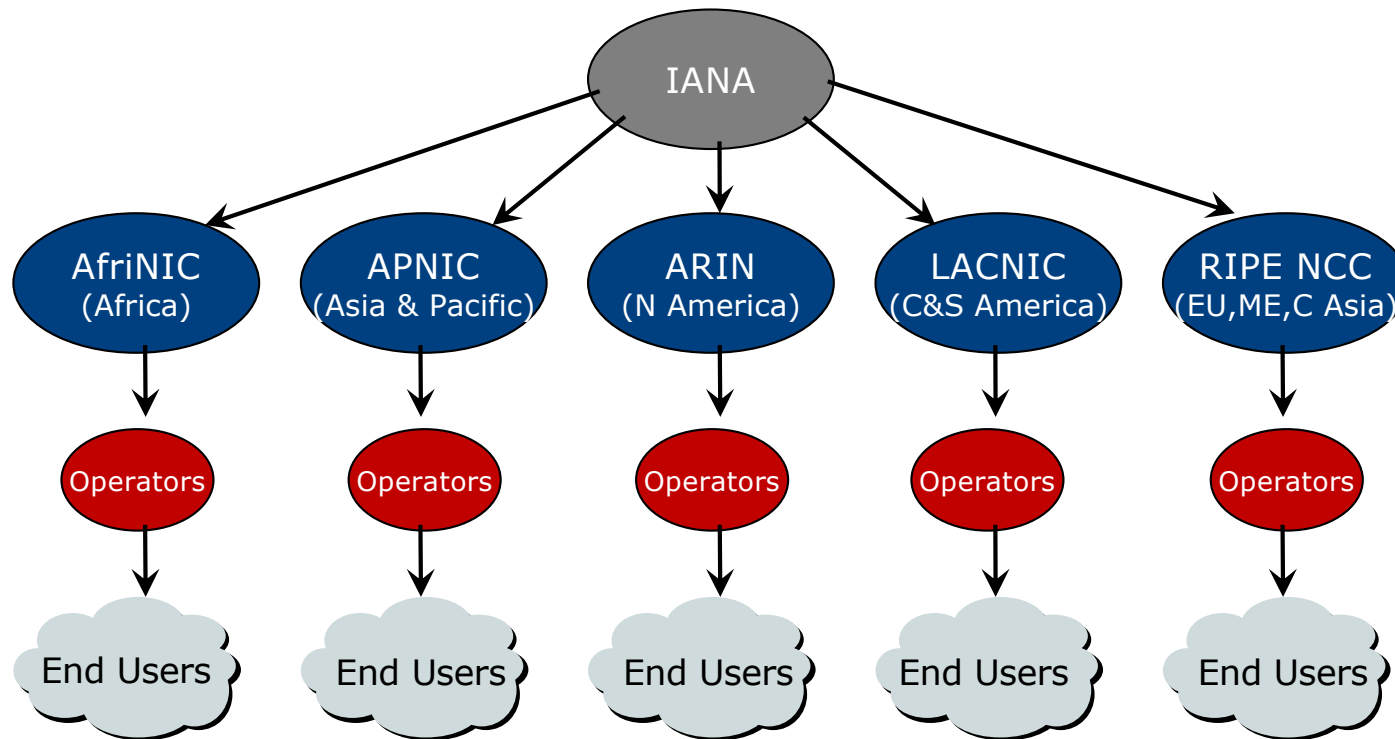 IANA
AfriNIC
(Africa)
APNIC
(Asia & Pacific)
ARIN
(N America)
LACNIC
(C&S America)
RIPE NCC
(EU,ME,C Asia)
Operators
Operators
Operators
Operators
Operators
End Users
End Users
End Users
End Users
End Users